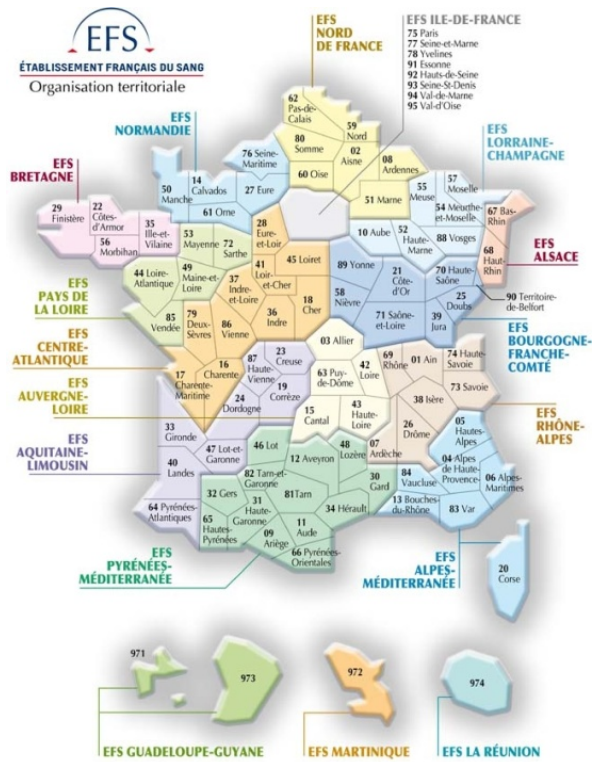 EFS
ÉTABLISSEMENT FRANÇAIS DU SANG
Organisation territoriale
EFS
NORD
DE FRANCE
EFS ILE-DE-FRANCE
75 Paris
77 Seine-et-Marne
78 Yvelines
91 Essonne
92 Hauts-de-Seine
93 Seine-St-Denis
94 Val-de-Marne
95 Val-d'Oise
EFS
NORMANDIE
EFS
LORRAINE-
CHAMPAGNE
EFS
BRETAGNE
62
Pas-de-
Calais
59
Nord
80
Somme
02
Aisne
60 Oise
08
Ardennes
76 Seine-
Maritime
14
Calvados
50
Manche
27 Eure
61 Orne
51 Marne
55
Meuse
57
Moselle
54 Meurthe-
et-Moselle
67 Bas-
Rhin
10 Aube
52
Haute-
Marne
88 Vosges
68
Haut-
Rhin
EFS
ALSACE
29
Finistère
22
Côtes-
d'Armor
56
Morbihan
35
Ille-et-
Vilaine
53
Mayenne
72
Sarthe
28
Eure-
et-Loir
45 Loiret
41
Loir-
et-Cher
89 Yonne
21
Côte-
d'Or
70 Haute-
Saône
90 Territoire-
de-Belfort
25
Doubs
39
Jura
58
Nièvre
71 Saône-
et-Loire
EFS
BOURGOGNE-
FRANCHE-
COMTÉ
44 Loire-
Atlantique
49
Maine-et-
Loire
37
Indre-
et-Loire
18
Cher
36
Indre
EFS
PAYS DE
LA LOIRE
85
Vendée
79
Deux-
Sèvres
86
Vienne
EFS
CENTRE-
ATLANTIQUE
17
Charente-
Maritime
16
Charente
87
Haute-
Vienne
23
Creuse
19
Corrèze
24
Dordogne
03 Allier
63 Puy-
de-Dôme
42
Loire
69
Rhône
01 Ain
74 Haute-
Savoie
73 Savoie
38 Isère
26
Drôme
07
Ardèche
43
Haute-
Loire
15
Cantal
EFS
AUVERGNE-
LOIRE
EFS
RHÔNE-
ALPES
EFS
AQUITAINE-
LIMOUSIN
33
Gironde
47 Lot-et-
Garonne
40
Landes
64 Pyrénées-
Atlantiques
46 Lot
12 Aveyron
48
Lozère
30
Gard
82 Tarn-et-
Garonne
32 Gers
31
Haute-
Garonne
81Tarn
34 Hérault
65
Hautes-
Pyrénées
09
Ariège
11
Aude
66 Pyrénées-
Orientales
05
Hautes-
Alpes
04 Alpes
de Haute-
Provence-
06 Alpes-
Maritimes
84
Vaucluse
13 Bouches-
du-Rhône
83 Var
20
Corse
EFS
PYRÉNÉES-
MÉDITERRANÉE
EFS
ALPES-
MÉDITERRANÉE
971
973
972
974
EFS GUADELOUPE-GUYANE
EFS MARTINIQUE
EFS LA RÉUNION